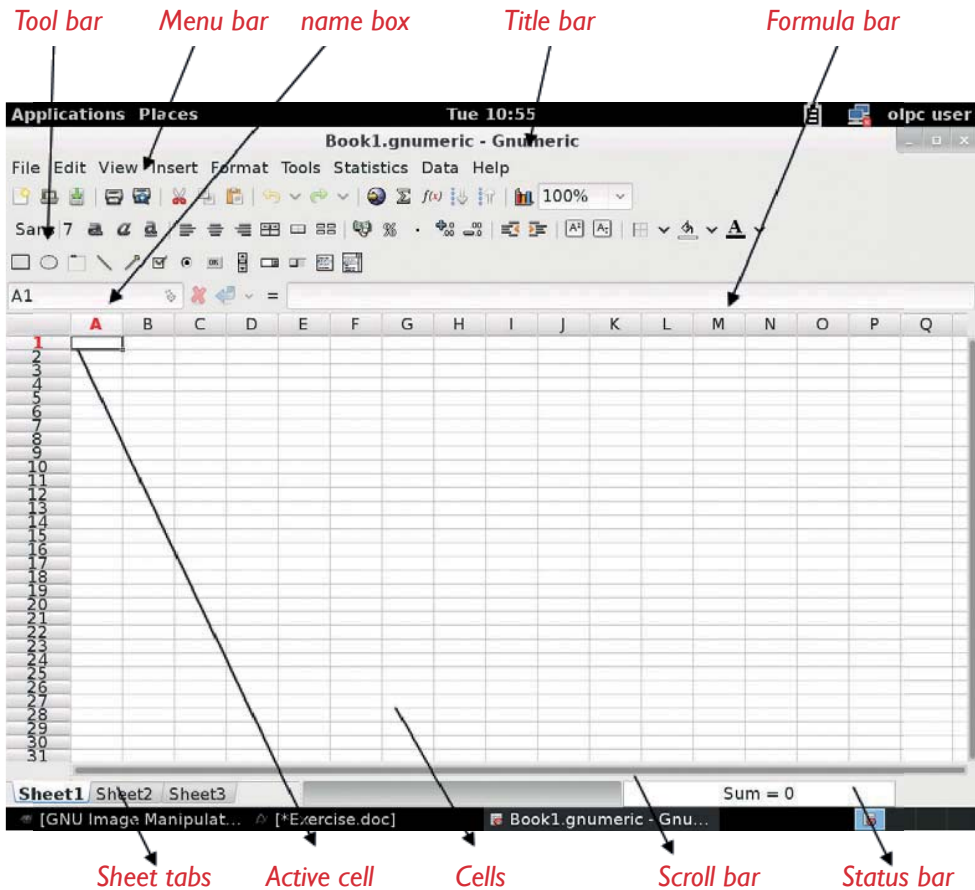 Tool bar Menu bar name box Title bar Formula bar
Applications Places Tue 10:55 olpc user
Book1.gnumeric - Gnumeric
File Edit View Insert Format Tools Statistics Data Help
f(x) 100%
7 a a a % A
A1 =
A B C D E F G H I J K L M N O P Q
1
2
3
4
5
6
7
8
9
10
11
12
13
14
15
16
17
18
19
20
21
22
23
24
25
26
27
28
29
30
31
Sheet1 Sheet2 Sheet3 Sum = 0
[GNU Image Manipulat... [*Exercise.doc] Book1.gnumeric - Gnu...
Sheet tabs Active cell Cells Scroll bar Status bar